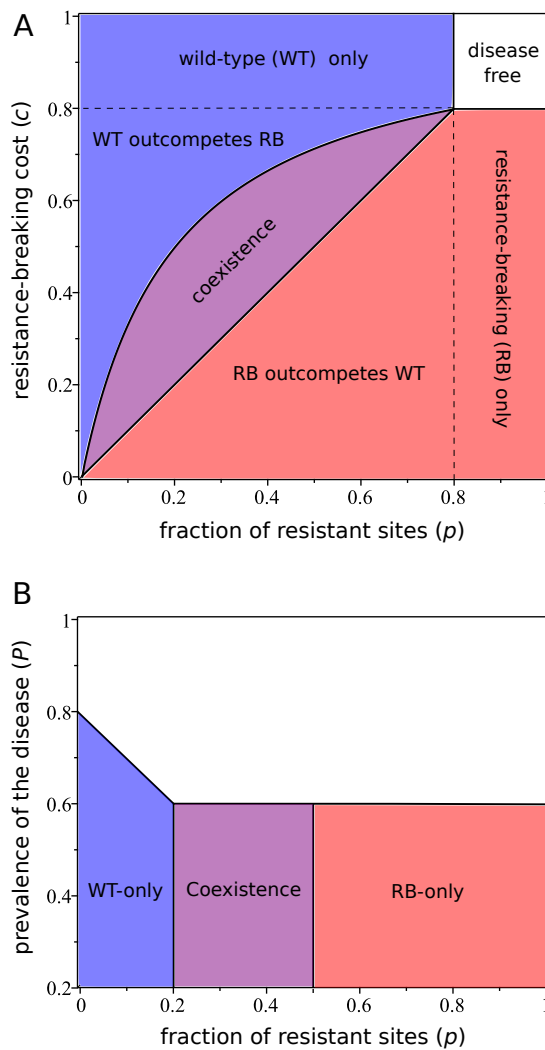 A
1
0.8
0.6
0.4
0.2
0
resistance-breaking cost (c)
wild-type (WT) only
disease
free
WT outcompetes RB
coexistence
RB outcompetes WT
resistance-breaking (RB) only
0
0.2
0.4
0.6
0.8
1
fraction of resistant sites (p)
B
1
0.8
0.6
0.4
0.2
prevalence of the disease (P)
WT-only
Coexistence
RB-only
0
0.2
0.4
0.6
0.8
1
fraction of resistant sites (p)